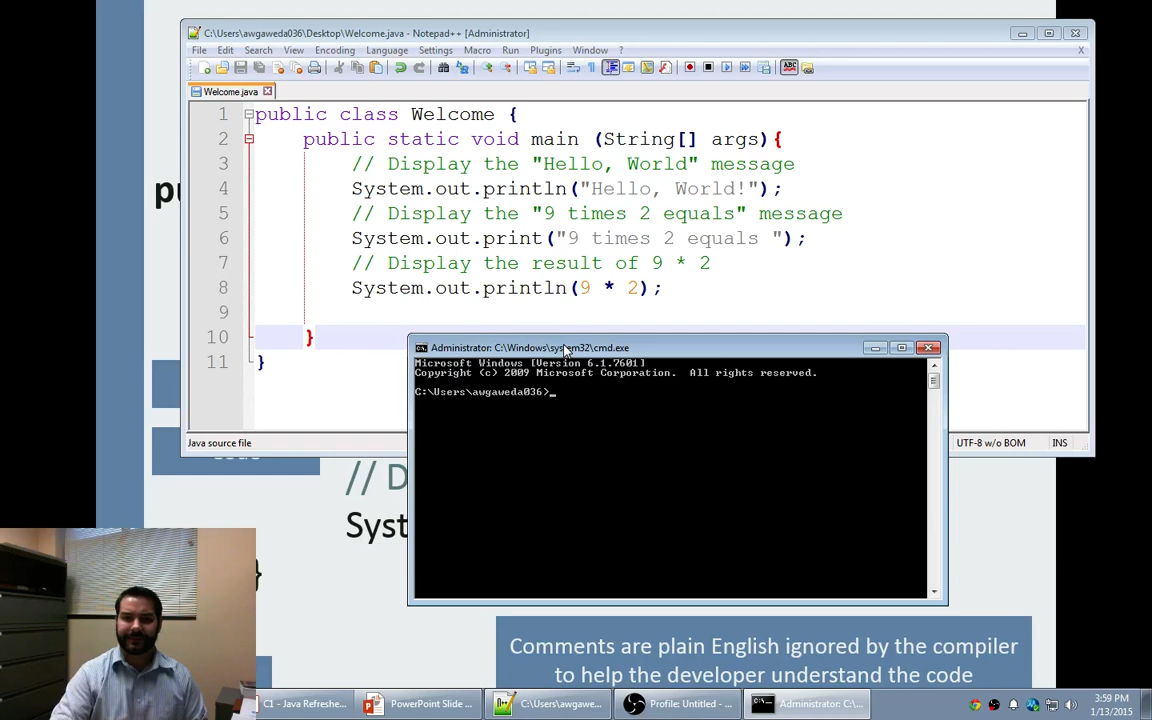 C:\Users\awgaweda036\Desktop\Welcome.java - Notepad++ [Administrator]
File Edit Search View Encoding Language Settings Macro Run Plugins Window ? X
Welcome.java
1 public class Welcome {
2 public static void main (String[] args){
3 // Display the "Hello, World" message
4 System.out.println("Hello, World!");
5 // Display the "9 times 2 equals" message
6 System.out.print("9 times 2 equals ");
7 // Display the result of 9 * 2
8 System.out.println(9 * 2);
9
10 }
11 }
Administrator: C:\Windows\system32\cmd.exe
Microsoft Windows [Version 6.1.7601]
Copyright (c) 2009 Microsoft Corporation. All rights reserved.
C:\Users\awgaweda036>_
Java source file UTF-8 w/o BOM INS
// D
Syst
}
Comments are plain English ignored by the compiler
to help the developer understand the code
C1 - Java Refreshe... PowerPoint Slide ... C:\Users\awgawe... Profile: Untitled - ... Administrator: C:\... 3:59 PM
1/13/2015